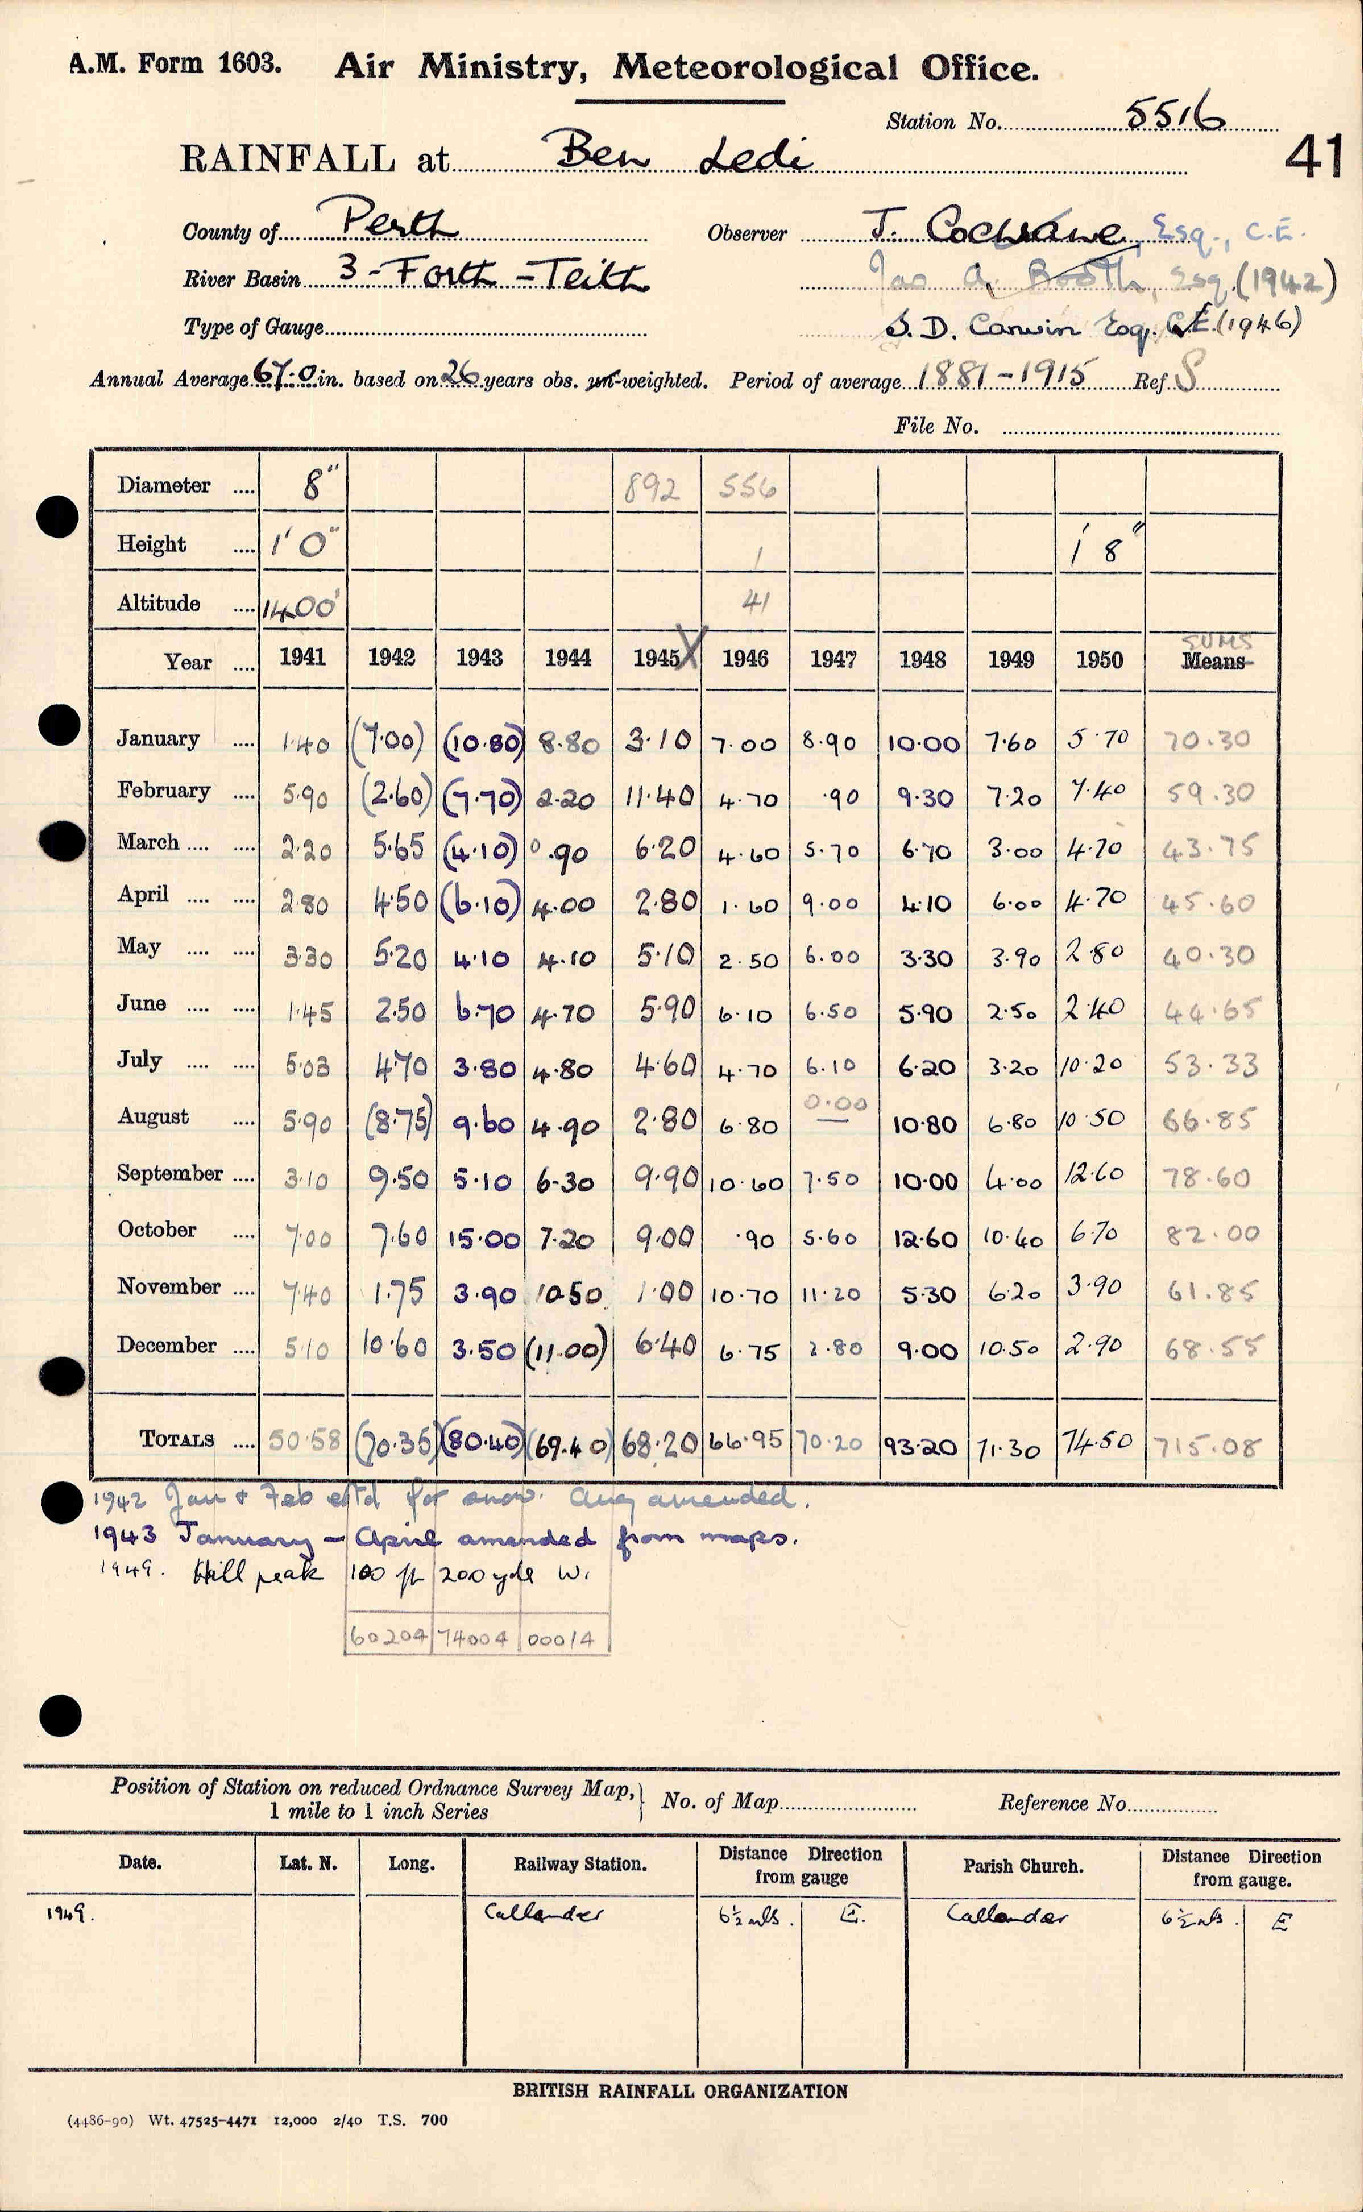 A.M. Form 1603. Air Ministry, Meteorological Office.
Station No. 5516
41
RAINFALL at Ben Ledi
County of Perth Observer J. Cochrane, Esq., C.E.
River Basin 3-Forth-Teith Jas A. Booth, Esq. (1942)
Type of Gauge S. D. Canvin Esq. C.E. (1946)
Annual Average 67.0 in. based on 26 years obs. un-weighted. Period of average 1881-1915 Ref. S
File No.
Diameter .... 8" 892 556
Height .... 1' 0" 1 1' 8"
Altitude .... 1400' 41
SUMS
Year .... 1941 1942 1943 1944 1945 X 1946 1947 1948 1949 1950 Means
January .... 1.40 (7.00) (10.80) 8.80 3.10 7.00 8.90 10.00 7.60 5.70 70.30
February .... 5.90 (2.60) (7.70) 2.20 11.40 4.70 .90 9.30 7.20 7.40 59.30
March .... .... 2.20 5.65 (4.10) 0.90 6.20 4.60 5.70 6.70 3.00 4.70 43.75
April .... .... 2.80 4.50 (6.10) 4.00 2.80 1.60 9.00 4.10 6.00 4.70 45.60
May .... .... 3.30 5.20 4.10 4.10 5.10 2.50 6.00 3.30 3.90 2.80 40.30
June .... .... 1.45 2.50 6.70 4.70 5.90 6.10 6.50 5.90 2.50 2.40 44.65
July .... .... 5.03 4.70 3.80 4.80 4.60 4.70 6.10 6.20 3.20 10.20 53.33
August .... 5.90 (8.75) 9.60 4.90 2.80 6.80 0.00 — 10.80 6.80 10.50 66.85
September .... 3.10 9.50 5.10 6.30 9.90 10.60 7.50 10.00 4.00 12.60 78.60
October .... 7.00 7.60 15.00 7.20 9.00 .90 5.60 12.60 10.40 6.70 82.00
November .... 7.40 1.75 3.90 10.50 1.00 10.70 11.20 5.30 6.20 3.90 61.85
December .... 5.10 10.60 3.50 (11.00) 6.40 6.75 2.80 9.00 10.50 2.90 68.55
TOTALS .... 50.58 (70.35) (80.40) (69.40) 68.20 66.95 70.20 93.20 71.30 74.50 715.08
1942 Jan & Feb est'd for snow. Aug amended.
1943 January - April amended from maps.
1949. Hill peak 100 ft 200 yds W.
60204 74004 00014
Position of Station on reduced Ordnance Survey Map, } No. of Map Reference No.
1 mile to 1 inch Series
Date. Lat. N. Long. Railway Station. Distance Direction from gauge Parish Church. Distance Direction from gauge.
1949. Callander 6½ mls. E. Callander 6½ mls. E
BRITISH RAINFALL ORGANIZATION
(4486-90) Wt. 47525-4471 12,000 2/40 T.S. 700